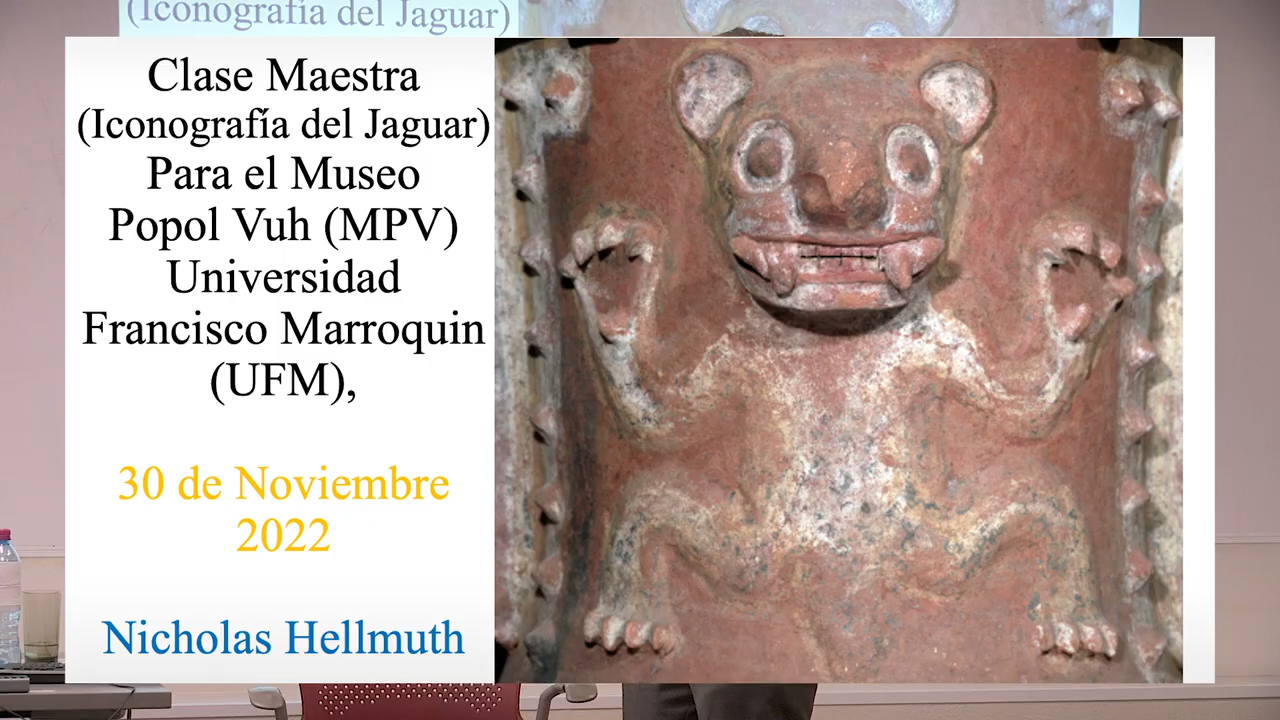 (Iconografía del Jaguar)
Clase Maestra
(Iconografía del Jaguar)
Para el Museo
Popol Vuh (MPV)
Universidad
Francisco Marroquin
(UFM),
30 de Noviembre
2022
Nicholas Hellmuth